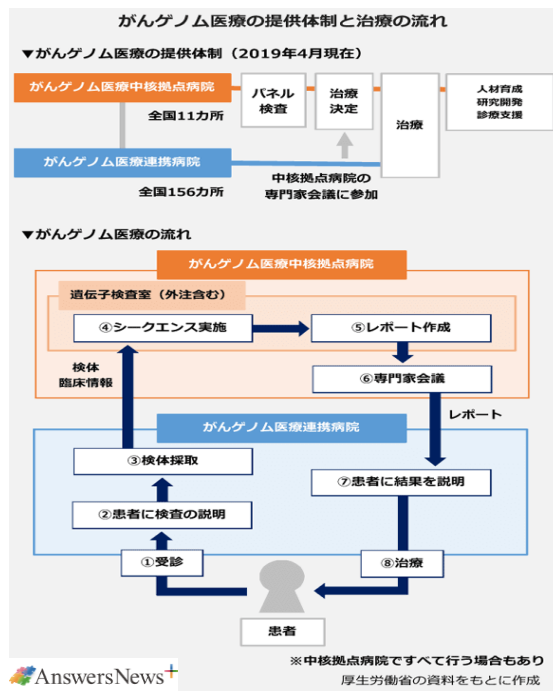 がんゲノム医療の提供体制と治療の流れ
▼がんゲノム医療の提供体制（2019年4月現在）
がんゲノム医療中核拠点病院
全国11カ所
パネル
検査
治療
決定
治療
人材育成
研究開発
診療支援
がんゲノム医療連携病院
全国156カ所
中核拠点病院の
専門家会議に参加
▼がんゲノム医療の流れ
がんゲノム医療中核拠点病院
遺伝子検査室（外注含む）
④シークエンス実施
⑤レポート作成
⑥専門家会議
検体
臨床情報
レポート
がんゲノム医療連携病院
③検体採取
②患者に検査の説明
①受診
⑦患者に結果を説明
⑧治療
患者
※中核拠点病院ですべて行う場合もあり
厚生労働省の資料をもとに作成
AnswersNews+